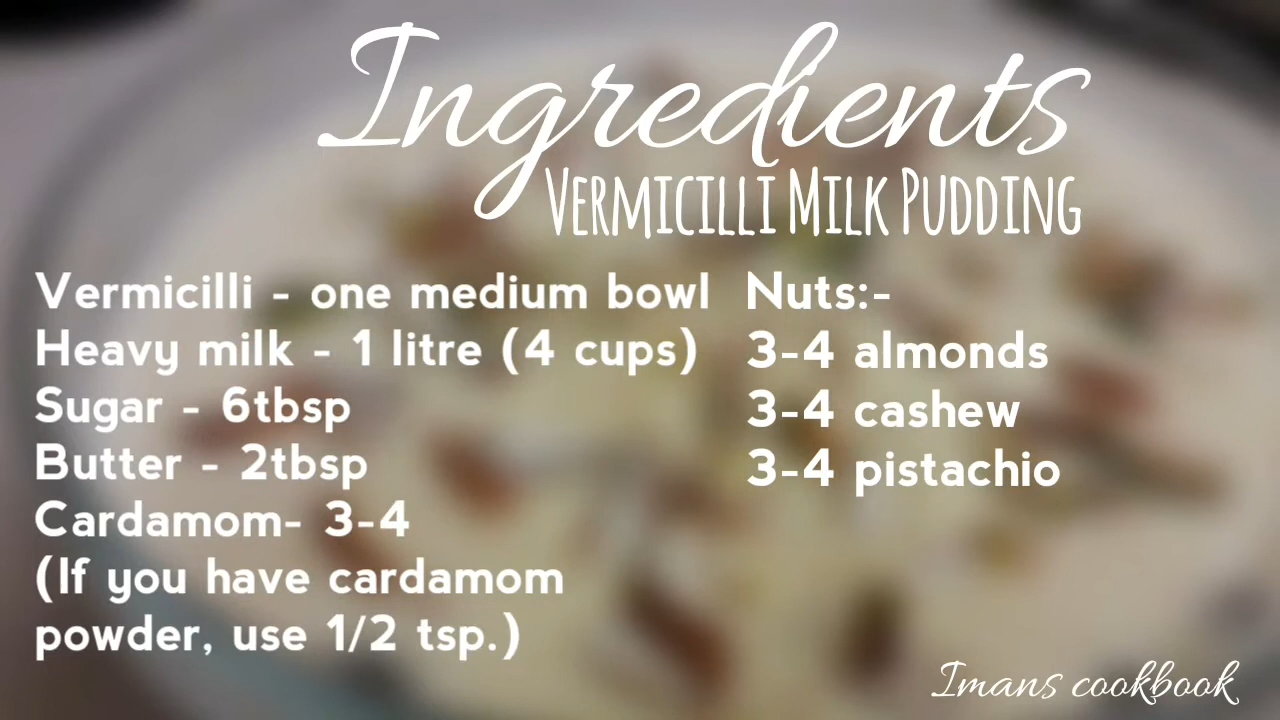 Ingredients
Vermicilli Milk Pudding
Vermicilli - one medium bowl
Heavy milk - 1 litre (4 cups)
Sugar - 6tbsp
Butter - 2tbsp
Cardamom- 3-4
(If you have cardamom
powder, use 1/2 tsp.)
Nuts:-
3-4 almonds
3-4 cashew
3-4 pistachio
Imans cookbook